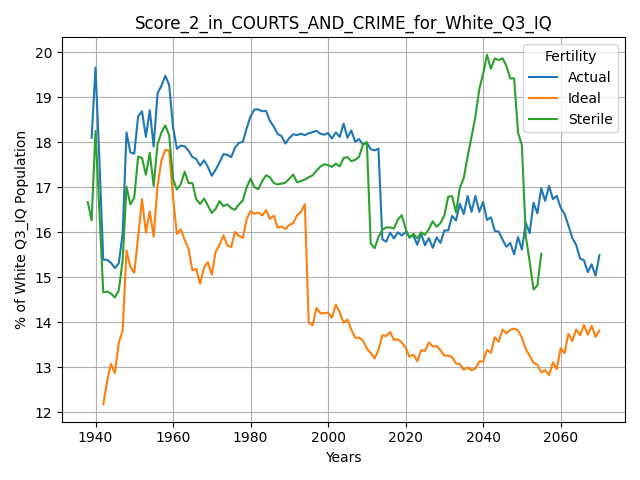 Score_2_in_COURTS_AND_CRIME_for_White_Q3_IQ
% of White Q3_IQ Population
20
19
18
17
16
15
14
13
12
Fertility
Actual
Ideal
Sterile
1940 1960 1980 2000 2020 2040 2060
Years